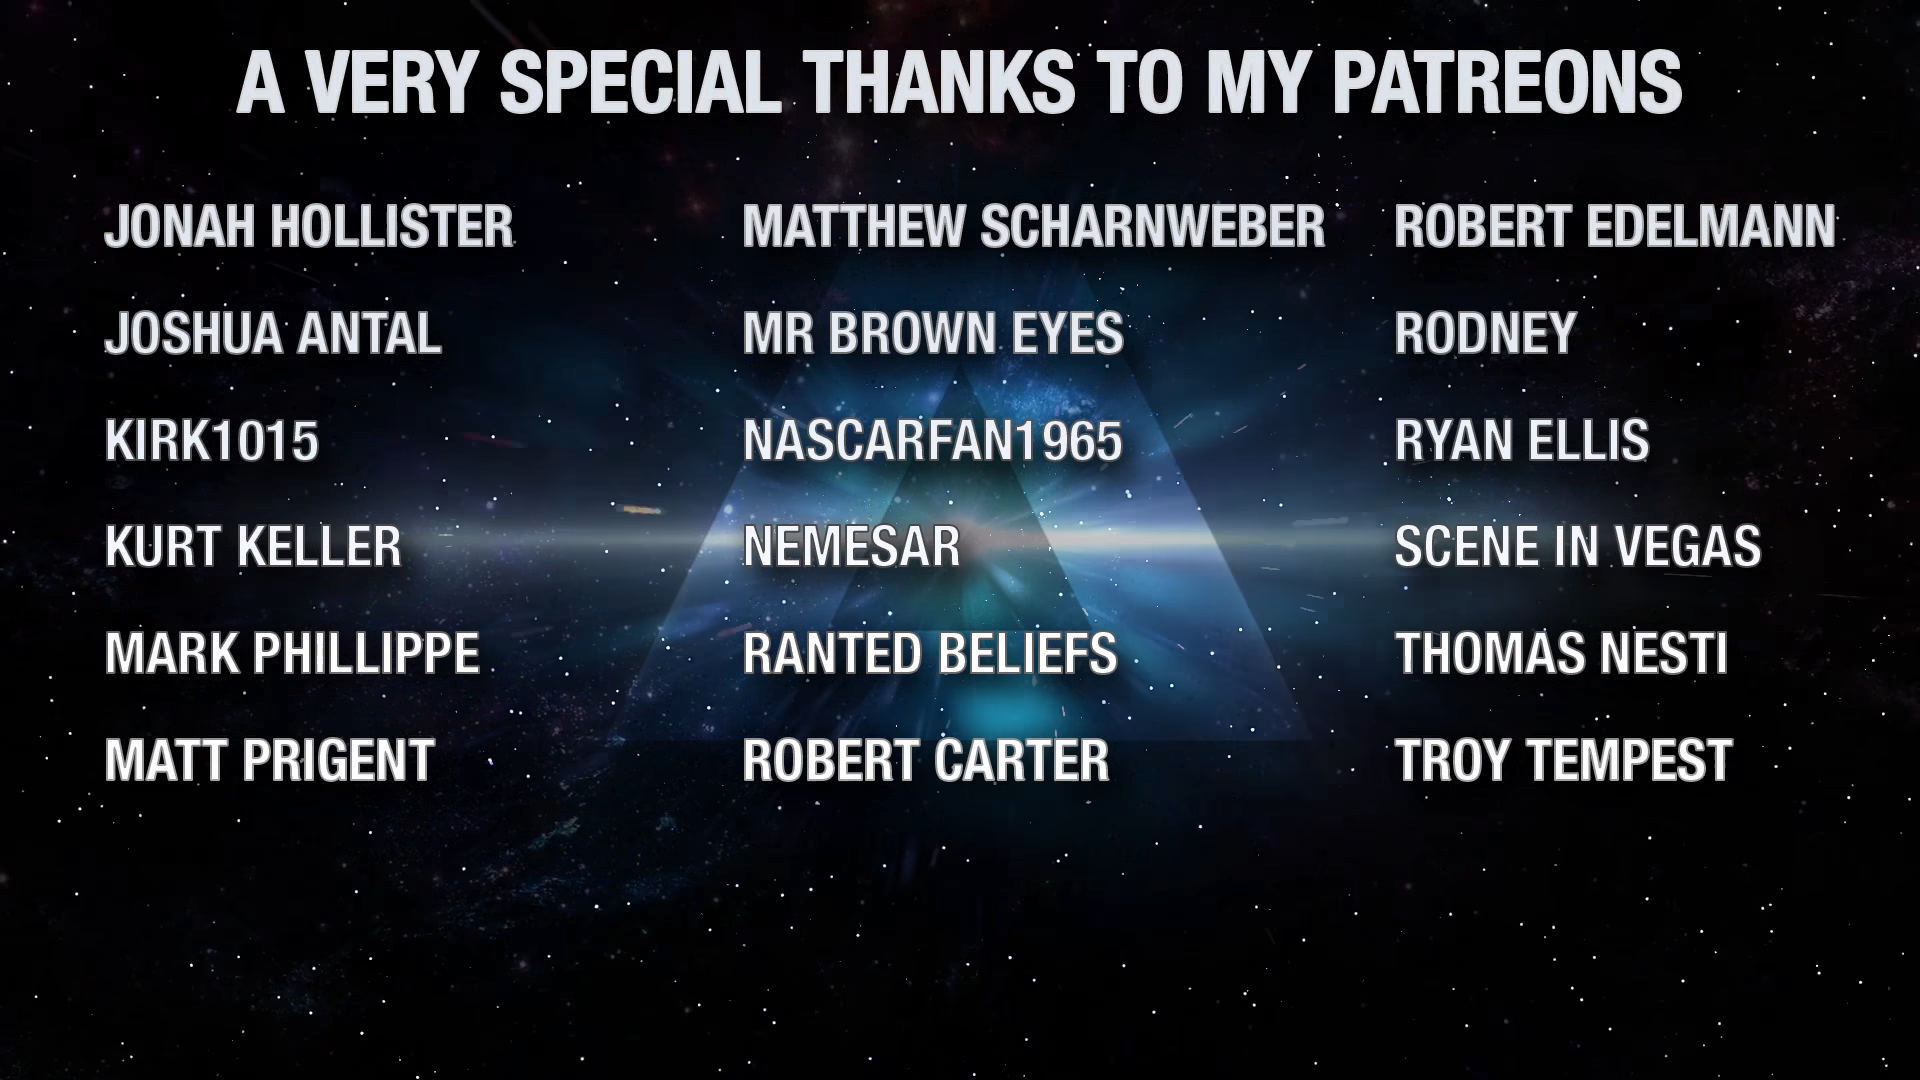 A VERY SPECIAL THANKS TO MY PATREONS
JONAH HOLLISTER
JOSHUA ANTAL
KIRK1015
KURT KELLER
MARK PHILLIPPE
MATT PRIGENT
MATTHEW SCHARNWEBER
MR BROWN EYES
NASCARFAN1965
NEMESAR
RANTED BELIEFS
ROBERT CARTER
ROBERT EDELMANN
RODNEY
RYAN ELLIS
SCENE IN VEGAS
THOMAS NESTI
TROY TEMPEST